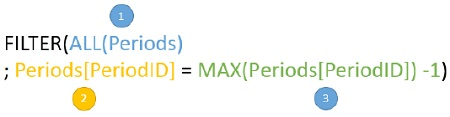 1
FILTER(ALL(Periods)
; Periods[PeriodID] = MAX(Periods[PeriodID]) -1)
2 3